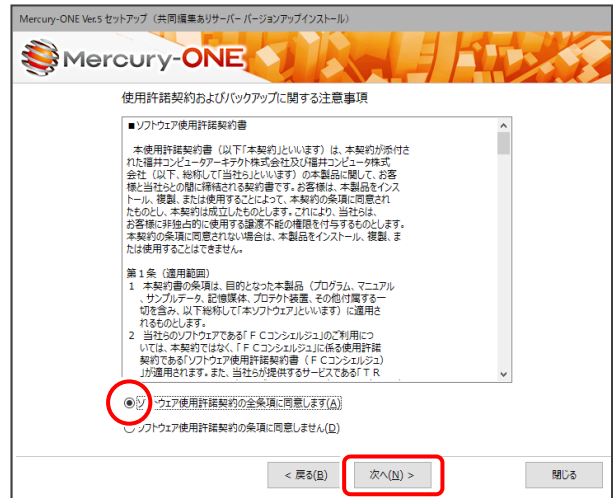 Mercury-ONE Ver.5 セットアップ（共同編集ありサーバー バージョンアップインストール）
Mercury-ONE
使用許諾契約およびバックアップに関する注意事項
■ソフトウェア使用許諾契約書
本使用許諾契約書（以下「本契約」といいます）は、本契約が添付さ
れた福井コンピュータアーキテクト株式会社及び福井コンピュータ株式
会社（以下、総称して「当社ら」といいます）の本製品に関して、お客
様と当社らとの間に締結される契約書です。お客様は、本製品をインス
トール、複製、または使用することによって、本契約の条項に同意され
たものとし、本契約は成立したものとします。これにより、当社らは、
お客様に非独占的に使用する譲渡不能の権限を付与するものとします。
本契約の条項に同意されない場合は、本製品をインストール、複製、ま
たは使用することはできません。
第１条（適用範囲）
1 本契約書の条項は、目的となった本製品（プログラム、マニュアル
、サンプルデータ、記憶媒体、プロテクト装置、その他付属する一
切を含み、以下総称して「本ソフトウェア」といいます）に適用さ
れるものとします。
2 当社らのソフトウェアである「ＦＣコンシェルジュ」のご利用につ
いては、本契約ではなく、「ＦＣコンシェルジュ」に係る使用許諾
契約である「ソフトウェア使用許諾契約書（ＦＣコンシェルジュ）
」が適用されます。また、当社らが提供するサービスである「ＴＲ
ソフトウェア使用許諾契約の全条項に同意します(A)
ソフトウェア使用許諾契約の条項に同意しません(D)
< 戻る(B) 次へ(N) > 閉じる